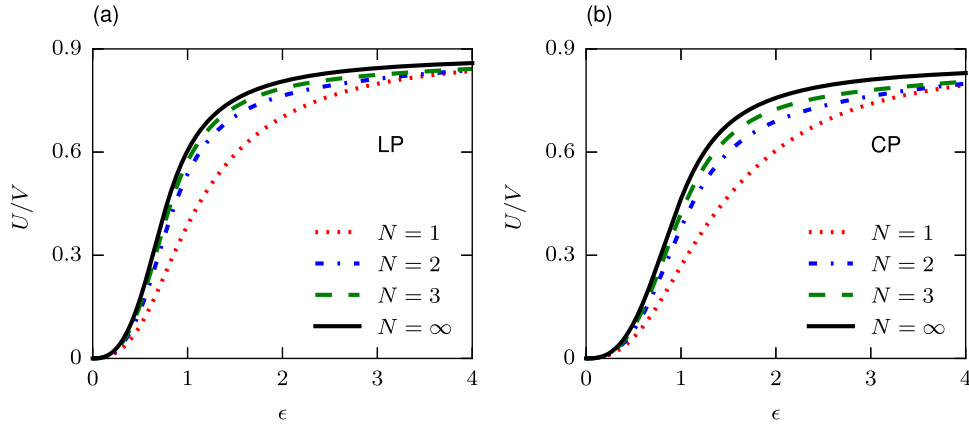 (a)
0.9
0.6
0.3
0
U/V
LP
N = 1
N = 2
N = 3
N = ∞
0 1 2 3 4
ϵ
(b)
0.9
0.6
0.3
0
U/V
CP
N = 1
N = 2
N = 3
N = ∞
0 1 2 3 4
ϵ